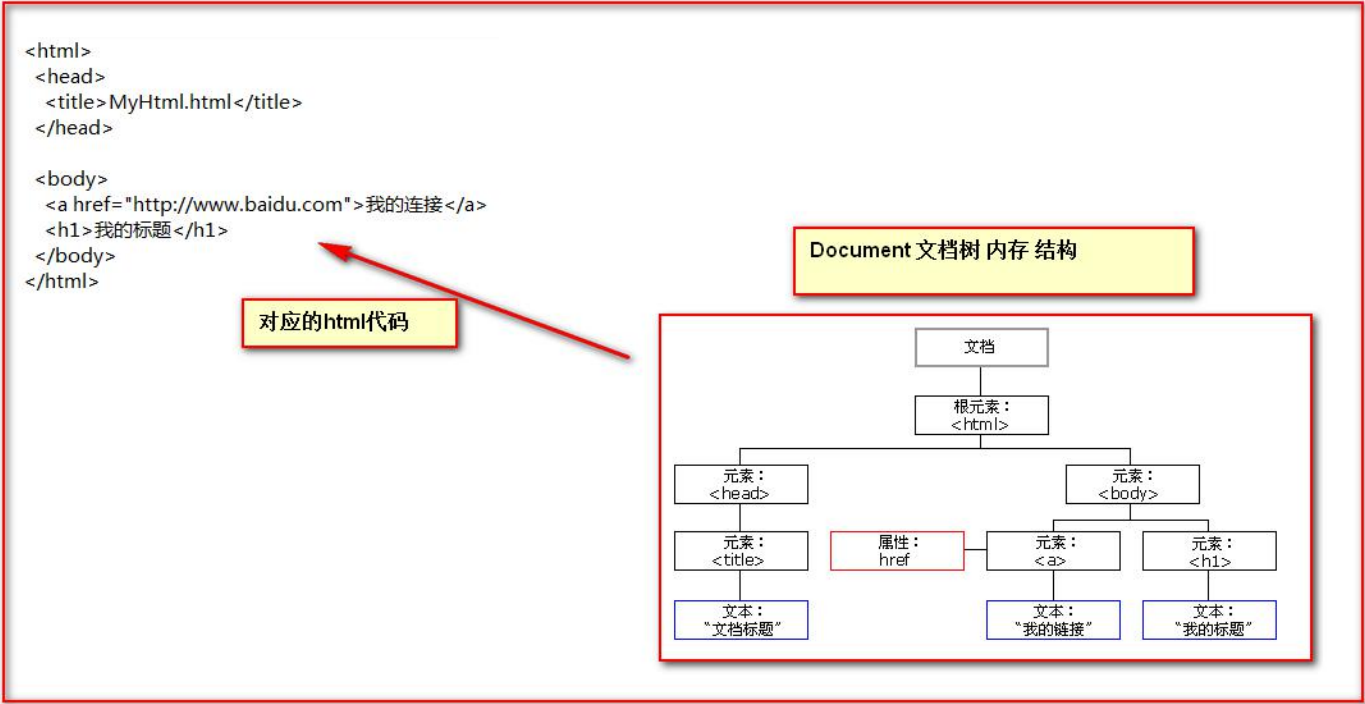 <html>
<head>
<title>MyHtml.html</title>
</head>
<body>
<a href="http://www.baidu.com">我的连接</a>
<h1>我的标题</h1>
</body>
</html>
对应的html代码
Document 文档树 内存 结构
文档
根元素：
<html>
元素：
<head>
元素：
<body>
元素：
<title>
属性：
href
元素：
<a>
元素：
<h1>
文本：
“文档标题”
文本：
“我的链接”
文本：
“我的标题”